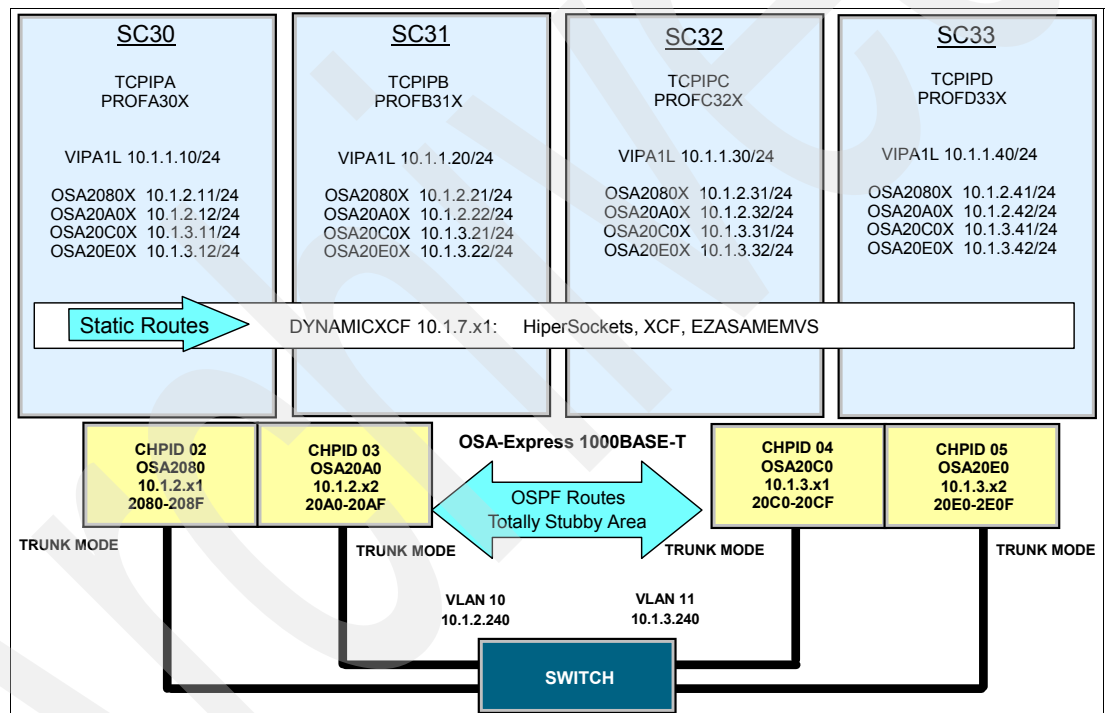 SC30
TCPIPA
PROFA30X
VIPA1L 10.1.1.10/24
OSA2080X 10.1.2.11/24
OSA20A0X 10.1.2.12/24
OSA20C0X 10.1.3.11/24
OSA20E0X 10.1.3.12/24
SC31
TCPIPB
PROFB31X
VIPA1L 10.1.1.20/24
OSA2080X 10.1.2.21/24
OSA20A0X 10.1.2.22/24
OSA20C0X 10.1.3.21/24
OSA20E0X 10.1.3.22/24
SC32
TCPIPC
PROFC32X
VIPA1L 10.1.1.30/24
OSA2080X 10.1.2.31/24
OSA20A0X 10.1.2.32/24
OSA20C0X 10.1.3.31/24
OSA20E0X 10.1.3.32/24
SC33
TCPIPD
PROFD33X
VIPA1L 10.1.1.40/24
OSA2080X 10.1.2.41/24
OSA20A0X 10.1.2.42/24
OSA20C0X 10.1.3.41/24
OSA20E0X 10.1.3.42/24
Static Routes
DYNAMICXCF 10.1.7.x1: HiperSockets, XCF, EZASAMEMVS
CHPID 02
OSA2080
10.1.2.x1
2080-208F
CHPID 03
OSA20A0
10.1.2.x2
20A0-20AF
OSA-Express 1000BASE-T
OSPF Routes
Totally Stubby Area
CHPID 04
OSA20C0
10.1.3.x1
20C0-20CF
CHPID 05
OSA20E0
10.1.3.x2
20E0-2E0F
TRUNK MODE
TRUNK MODE
TRUNK MODE
TRUNK MODE
VLAN 10
10.1.2.240
VLAN 11
10.1.3.240
SWITCH